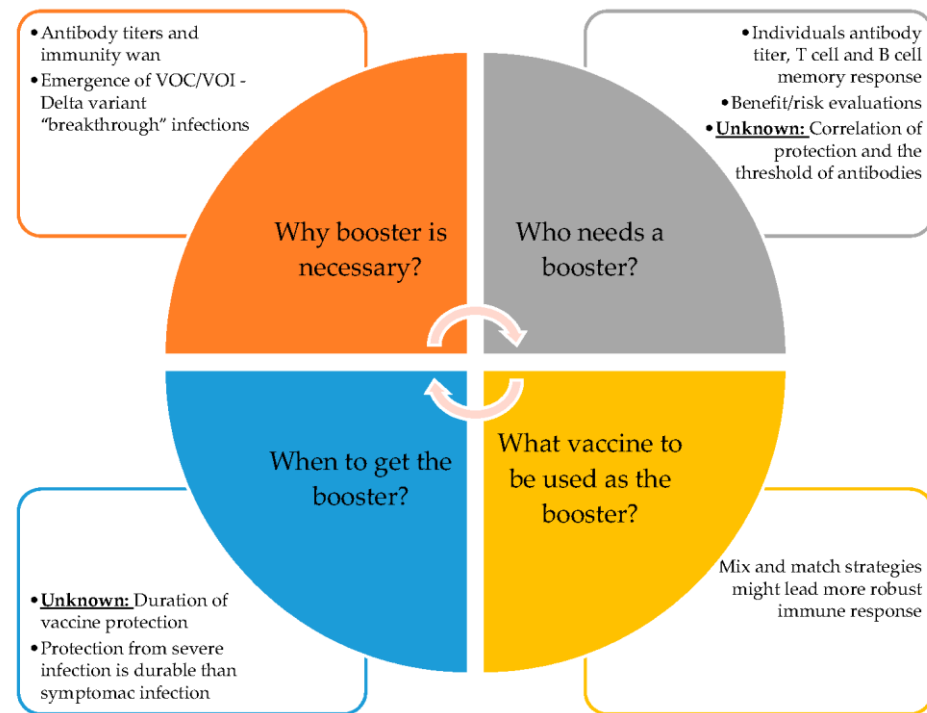 •Antibody titers and
immunity wan
•Emergence of VOC/VOI -
Delta variant
“breakthrough” infections
•Individuals antibody
titer, T cell and B cell
memory response
•Benefit/risk evaluations
•Unknown: Correlation of
protection and the
threshold of antibodies
Why booster is
necessary?
Who needs a
booster?
When to get the
booster?
What vaccine to
be used as the
booster?
•Unknown: Duration of
vaccine protection
•Protection from severe
infection is durable than
symptomac infection
Mix and match strategies
might lead more robust
immune response